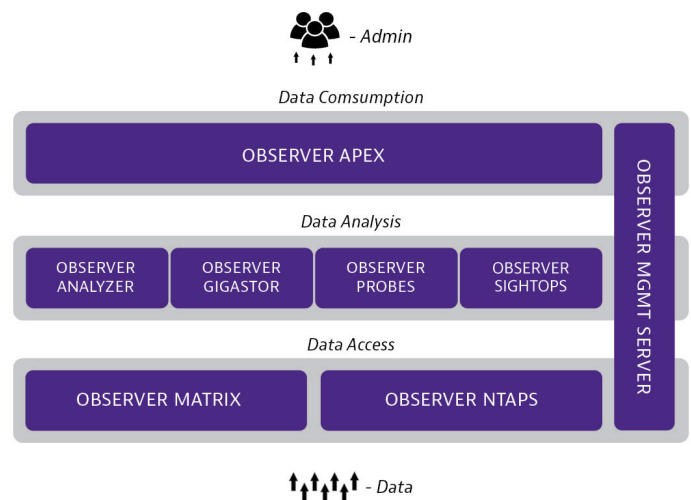 - Admin
Data Comsumption
OBSERVER APEX
OBSERVER MGMT SERVER
Data Analysis
OBSERVER
ANALYZER
OBSERVER
GIGASTOR
OBSERVER
PROBES
OBSERVER
SIGHTOPS
Data Access
OBSERVER MATRIX
OBSERVER NTAPS
- Data